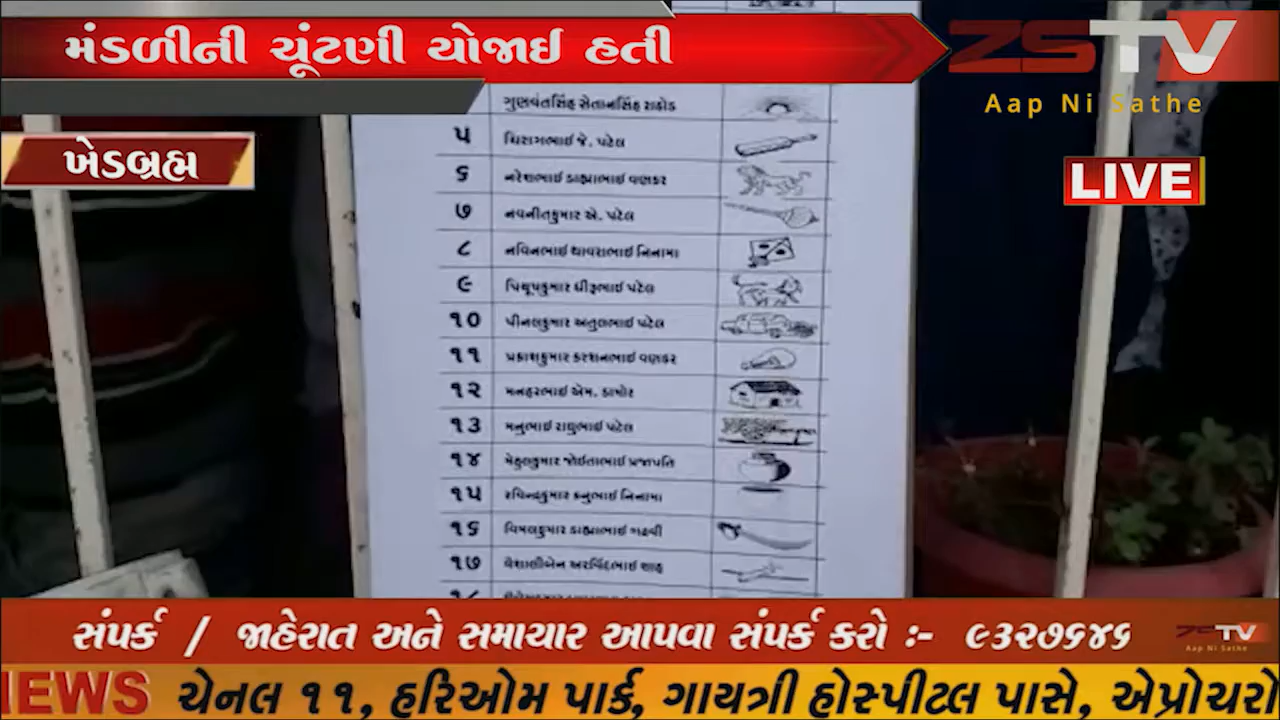 મંડળીની ચૂંટણી યોજાઇ હતી
ZSTV
Aap Ni Sathe
ખેડબ્રહ્મ
LIVE
ગુણવંતસિંહ સેતાનસિંહ રાઠોડ
૫ ચિરાગભાઈ જે. પટેલ
૬ નરેશભાઈ ડાહ્યાભાઈ વણકર
૭ નવનીતકુમાર એ. પટેલ
૮ નવિનભાઈ થાવરાભાઈ નિનામા
૯ પિયૂષકુમાર ધીરૂભાઈ પટેલ
૧૦ પીનલકુમાર અતુલભાઈ પટેલ
૧૧ પ્રકાશકુમાર કરશનભાઈ વણકર
૧૨ મનહરભાઈ એમ. ડામોર
૧૩ મનુભાઈ રાઘુભાઈ પટેલ
૧૪ મેહુલકુમાર જોઈતાભાઈ પ્રજાપતિ
૧૫ રવિન્દ્રકુમાર કનુભાઈ નિનામા
૧૬ વિમલકુમાર ડાહ્યાભાઈ ગઢવી
૧૭ વૈશાલીબેન અરવિંદભાઈ શાહ
સંપર્ક / જાહેરાત અને સમાચાર આપવા સંપર્ક કરો :- ૯૩૨૭૬૪૬
ZSTV
Aap Ni Sathe
NEWS ચેનલ ૧૧, હરિઓમ પાર્ક, ગાયત્રી હોસ્પીટલ પાસે, એપ્રોચરો